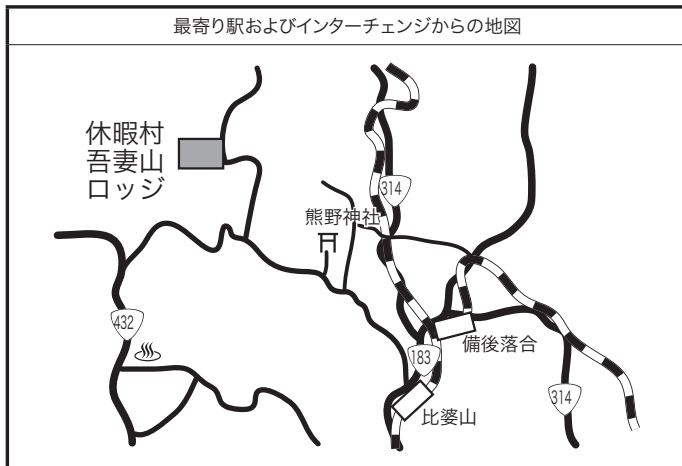 最寄り駅およびインターチェンジからの地図
休暇村
吾妻山
ロッジ
熊野神社
314
432
183
備後落合
比婆山
314